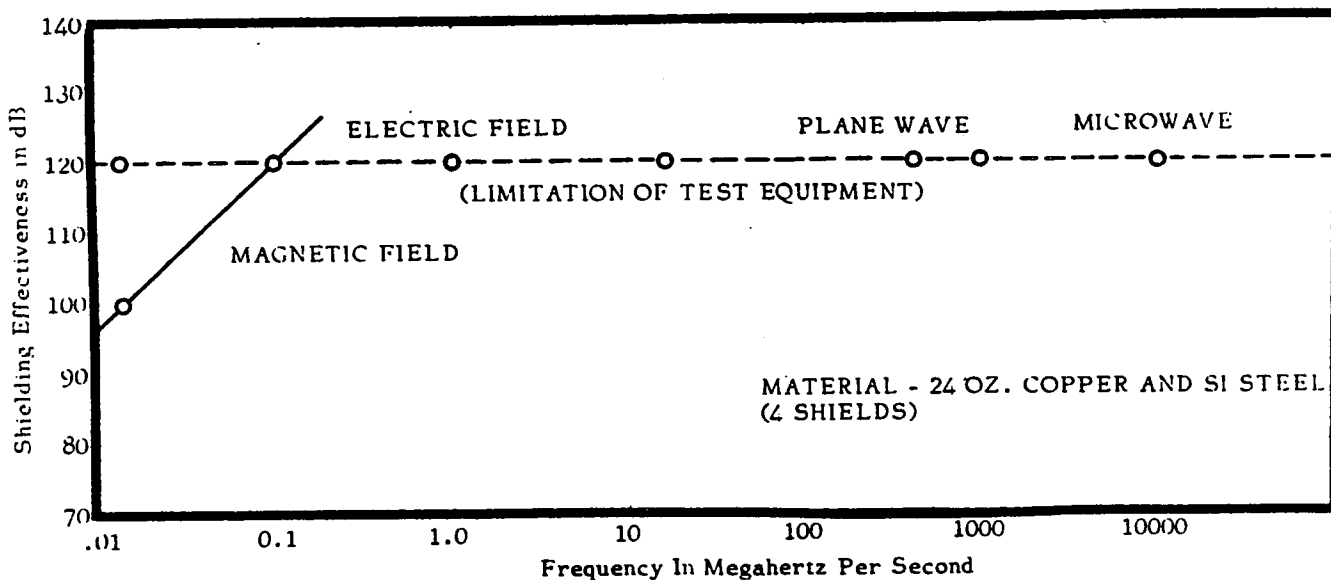 140
130
120
110
100
90
80
70
Shielding Effectiveness in dB
ELECTRIC FIELD
PLANE WAVE
MICROWAVE
(LIMITATION OF TEST EQUIPMENT)
MAGNETIC FIELD
MATERIAL - 24 OZ. COPPER AND SI STEEL
(4 SHIELDS)
.01
0.1
1.0
10
100
1000
10000
Frequency In Megahertz Per Second